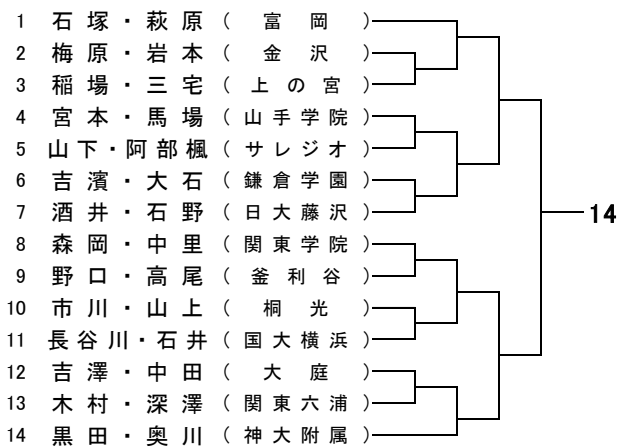 1 石塚・萩原（富岡）
2 梅原・岩本（金沢）
3 稲場・三宅（上の宮）
4 宮本・馬場（山手学院）
5 山下・阿部楓（サレジオ）
6 吉濱・大石（鎌倉学園）
7 酒井・石野（日大藤沢）
14
8 森岡・中里（関東学院）
9 野口・高尾（釜利谷）
10 市川・山上（桐光）
11 長谷川・石井（国大横浜）
12 吉澤・中田（大庭）
13 木村・深澤（関東六浦）
14 黒田・奥川（神大附属）